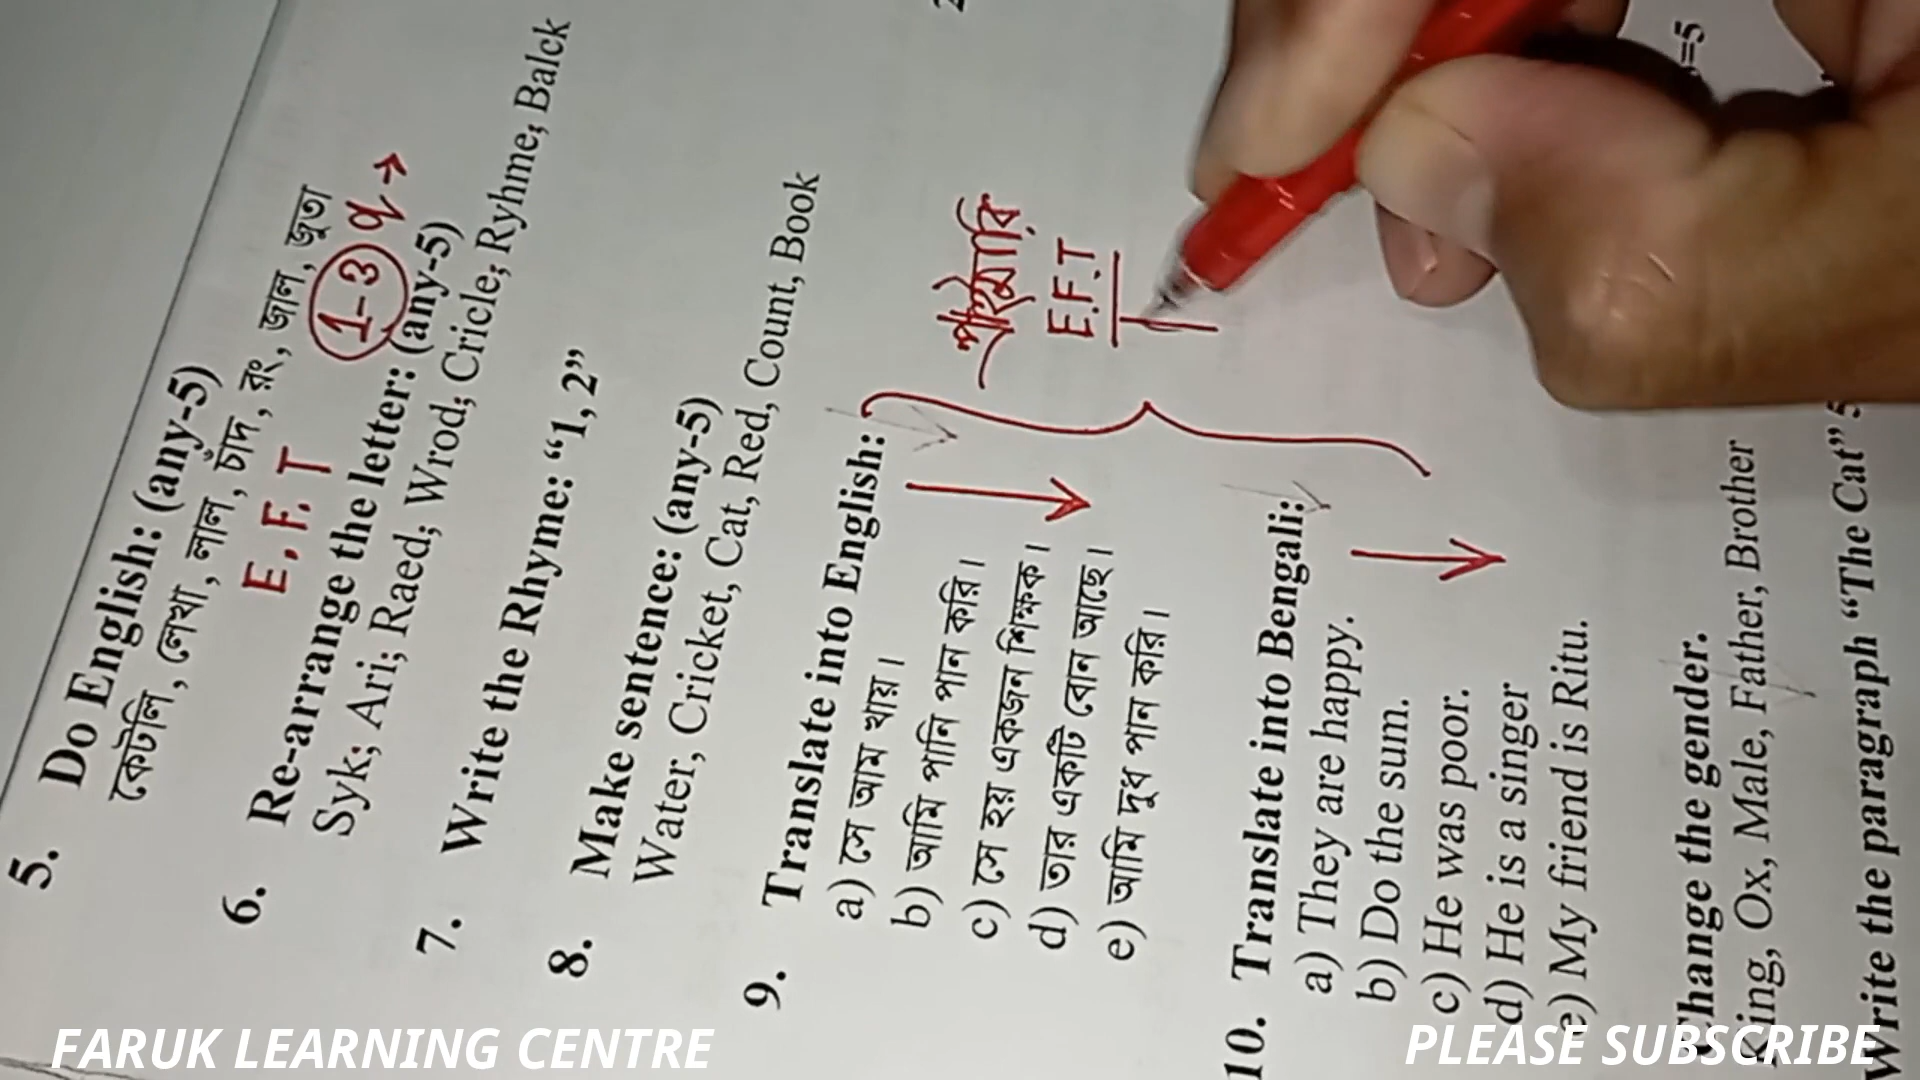 5. Do English: (any-5)
কেটলি, লেখা, লাল, চাঁদ, রং, জাল, জুতা
E.F.T 1-3 q →
6. Re-arrange the letter: (any-5)
Syk; Ari; Raed; Wrod; Cricle; Ryhme; Balck
7. Write the Rhyme: “1, 2”
8. Make sentence: (any-5)
Water, Cricket, Cat, Red, Count, Book
9. Translate into English:
a) সে আম খায়।
b) আমি পানি পান করি।
c) সে হয় একজন শিক্ষক।
d) তার একটি বোন আছে।
e) আমি দুধ পান করি।
E.F.T
10. Translate into Bengali:
a) They are happy.
b) Do the sum.
c) He was poor.
d) He is a singer
e) My friend is Ritu.
=5
Change the gender.
King, Ox, Male, Father, Brother
Write the paragraph “The Cat” 5
FARUK LEARNING CENTRE
PLEASE SUBSCRIBE